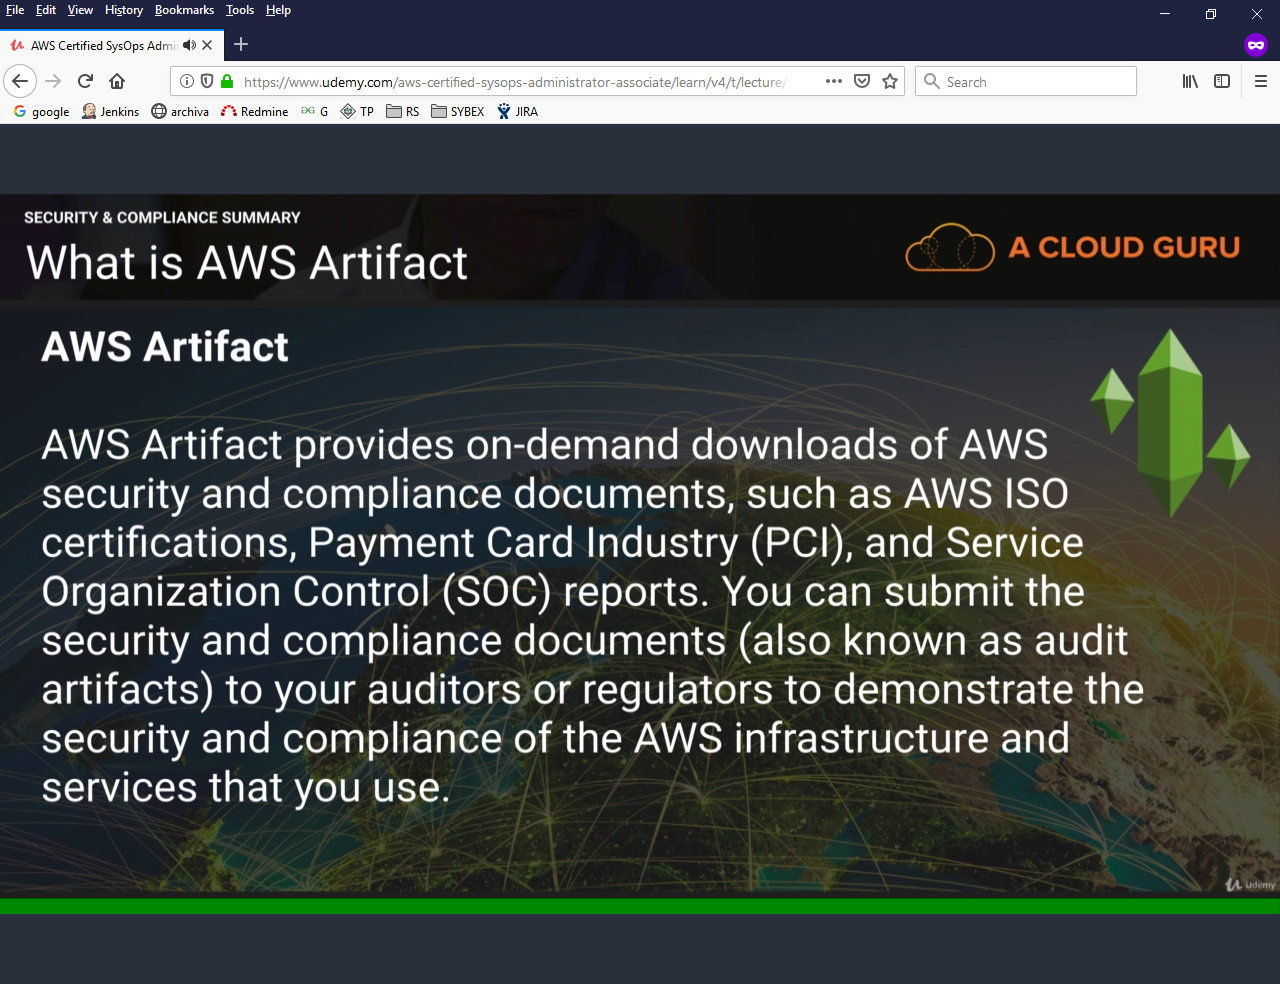 File Edit View History Bookmarks Tools Help
AWS Certified SysOps Admi
https://www.udemy.com/aws-certified-sysops-administrator-associate/learn/v4/t/lecture/
Search
google Jenkins archiva Redmine G TP RS SYBEX JIRA
SECURITY & COMPLIANCE SUMMARY
What is AWS Artifact
A CLOUD GURU
AWS Artifact
AWS Artifact provides on-demand downloads of AWS
security and compliance documents, such as AWS ISO
certifications, Payment Card Industry (PCI), and Service
Organization Control (SOC) reports. You can submit the
security and compliance documents (also known as audit
artifacts) to your auditors or regulators to demonstrate the
security and compliance of the AWS infrastructure and
services that you use.
Udemy